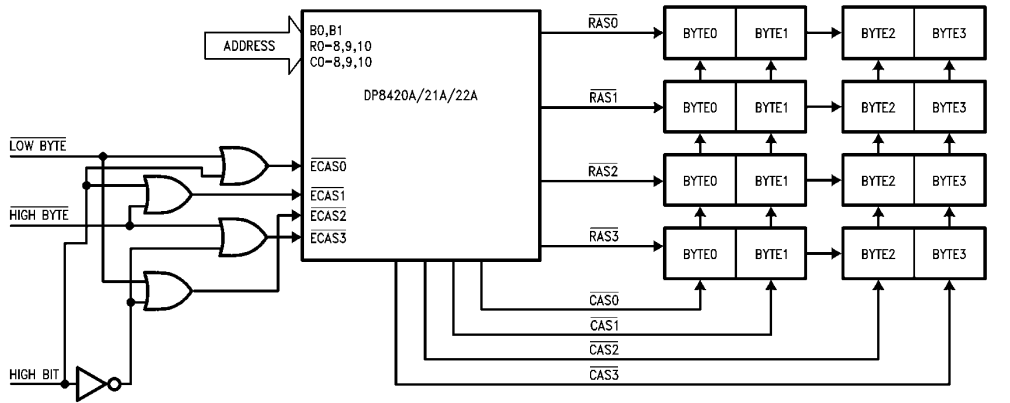 ADDRESS
B0,B1
R0-8,9,10
C0-8,9,10
DP8420A/21A/22A
LOW BYTE
HIGH BYTE
HIGH BIT
ECAS0
ECAS1
ECAS2
ECAS3
RAS0
BYTE0 BYTE1 BYTE2 BYTE3
RAS1
BYTE0 BYTE1 BYTE2 BYTE3
RAS2
BYTE0 BYTE1 BYTE2 BYTE3
RAS3
BYTE0 BYTE1 BYTE2 BYTE3
CAS0
CAS1
CAS2
CAS3